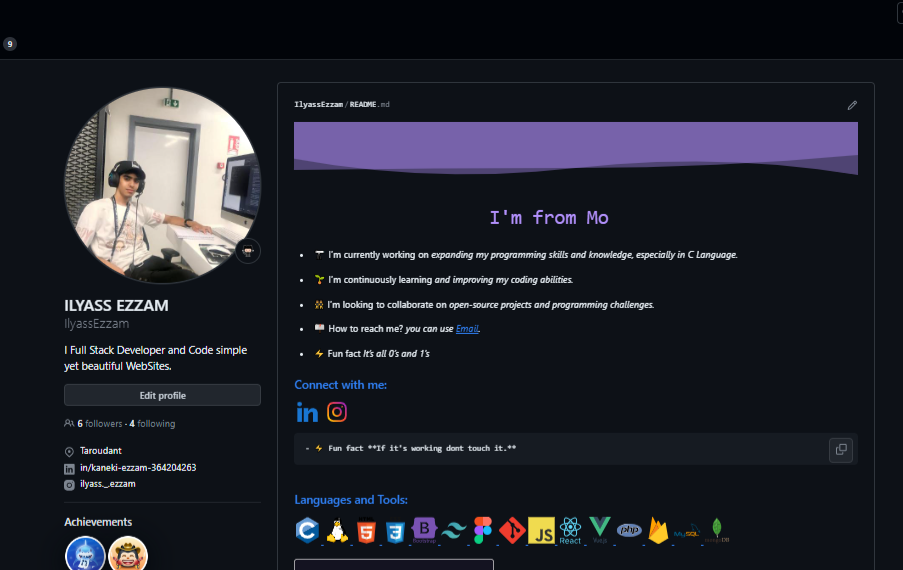 9
IlyassEzzam/README.md
I'm from Mo
I'm currently working on expanding my programming skills and knowledge, especially in C Language.
I'm continuously learning and improving my coding abilities.
I'm looking to collaborate on open-source projects and programming challenges.
How to reach me? you can use Email.
Fun fact It's all 0's and 1's
Connect with me:
- ⚡ Fun fact **If it's working dont touch it.**
Languages and Tools:
C
B
Bootstrap
JS
React
Vuejs
php
MySQL
mongoDB
ILYASS EZZAM
IlyassEzzam
I Full Stack Developer and Code simple
yet beautiful WebSites.
Edit profile
6 followers · 4 following
Taroudant
in/kaneki-ezzam-364204263
ilyass._.ezzam
Achievements